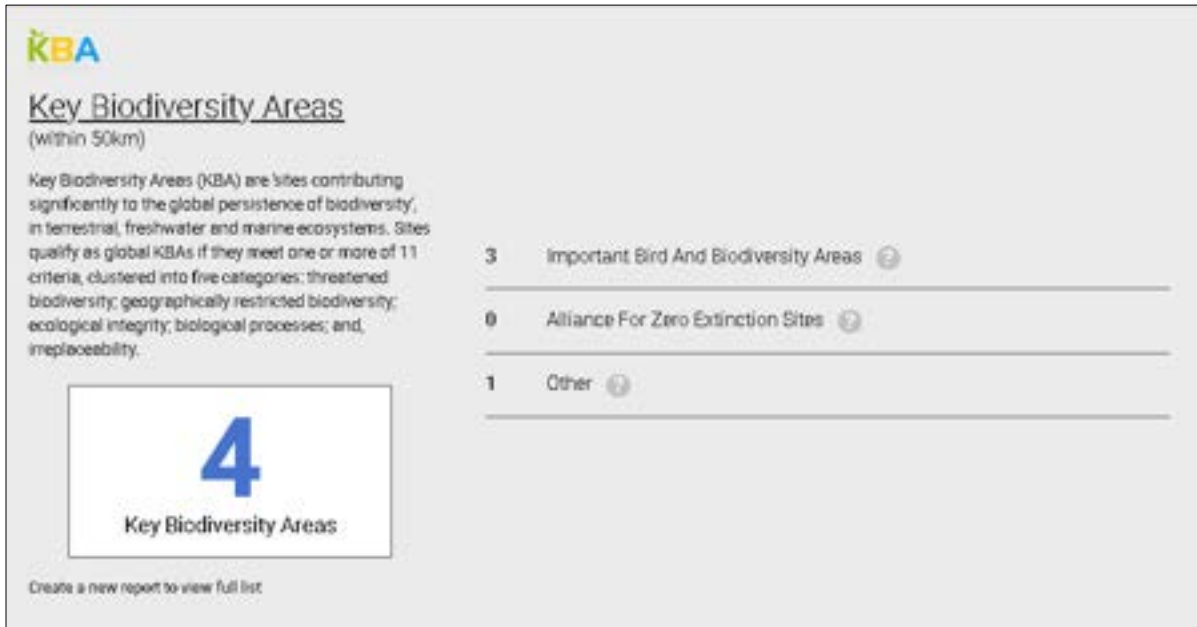 KBA
Key Biodiversity Areas
(within 50km)
Key Biodiversity Areas (KBA) are 'sites contributing
significantly to the global persistence of biodiversity',
in terrestrial, freshwater and marine ecosystems. Sites
qualify as global KBAs if they meet one or more of 11
criteria, clustered into five categories: threatened
biodiversity; geographically restricted biodiversity;
ecological integrity; biological processes; and,
irreplaceability.
4
Key Biodiversity Areas
Create a new report to view full list
3 Important Bird And Biodiversity Areas ?
0 Alliance For Zero Extinction Sites ?
1 Other ?